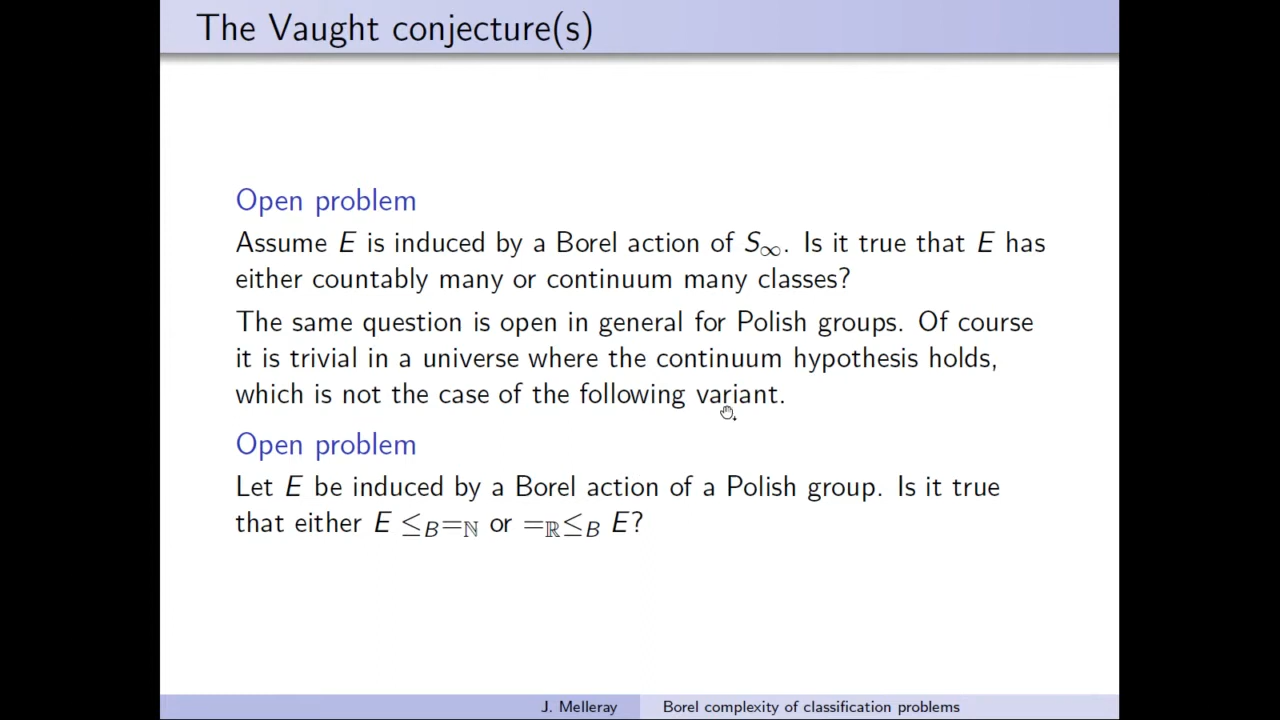 The Vaught conjecture(s)
Open problem
Assume E is induced by a Borel action of S∞. Is it true that E has
either countably many or continuum many classes?
The same question is open in general for Polish groups. Of course
it is trivial in a universe where the continuum hypothesis holds,
which is not the case of the following variant.
Open problem
Let E be induced by a Borel action of a Polish group. Is it true
that either E ≤_B =_ℕ or =_ℝ ≤_B E?
J. Melleray Borel complexity of classification problems